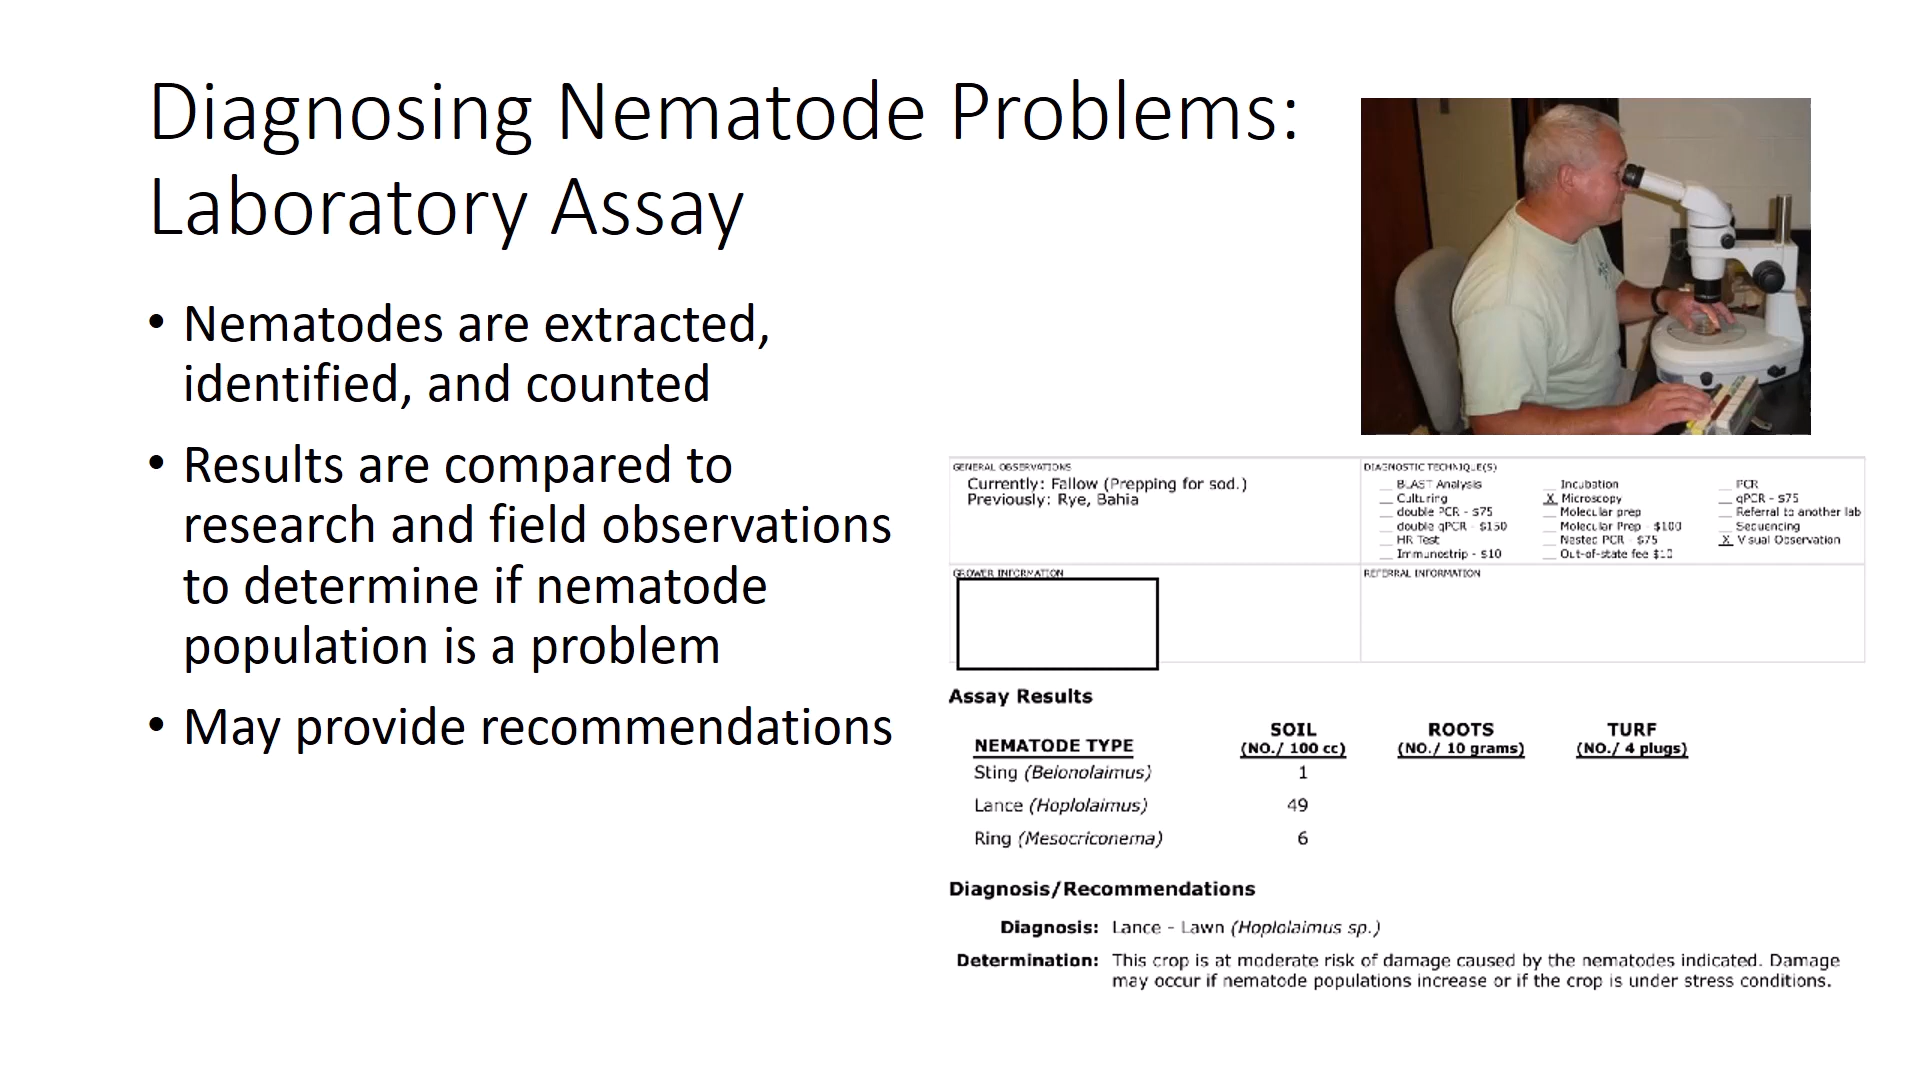 Diagnosing Nematode Problems:
Laboratory Assay
• Nematodes are extracted,
identified, and counted
• Results are compared to
research and field observations
to determine if nematode
population is a problem
• May provide recommendations
GENERAL OBSERVATIONS
Currently: Fallow (Prepping for sod.)
Previously: Rye, Bahia
DIAGNOSTIC TECHNIQUE(S)
__ BLAST Analysis __ Incubation __ PCR
__ Culturing X Microscopy __ qPCR - $75
__ double PCR - $75 __ Molecular prep __ Referral to another lab
__ double qPCR - $150 __ Molecular Prep - $100 __ Sequencing
__ HR Test __ Nested PCR - $75 X Visual Observation
__ Immunostrip - $10 __ Out-of-state fee $10
GROWER INFORMATION
REFERRAL INFORMATION
Assay Results
SOIL ROOTS TURF
NEMATODE TYPE (NO./ 100 cc) (NO./ 10 grams) (NO./ 4 plugs)
Sting (Belonolaimus) 1
Lance (Hoplolaimus) 49
Ring (Mesocriconema) 6
Diagnosis/Recommendations
Diagnosis: Lance - Lawn (Hoplolaimus sp.)
Determination: This crop is at moderate risk of damage caused by the nematodes indicated. Damage
may occur if nematode populations increase or if the crop is under stress conditions.